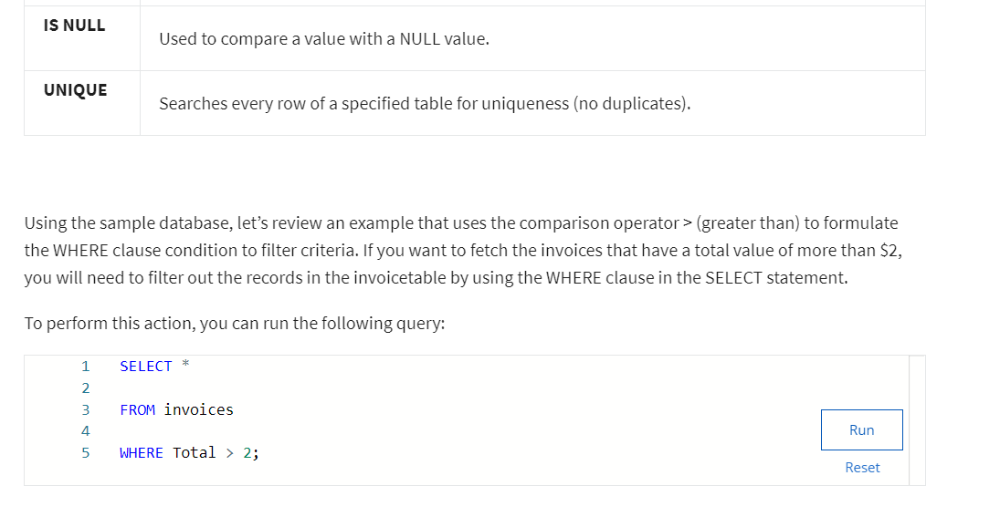 IS NULL
Used to compare a value with a NULL value.
UNIQUE
Searches every row of a specified table for uniqueness (no duplicates).
Using the sample database, let’s review an example that uses the comparison operator > (greater than) to formulate
the WHERE clause condition to filter criteria. If you want to fetch the invoices that have a total value of more than $2,
you will need to filter out the records in the invoicetable by using the WHERE clause in the SELECT statement.
To perform this action, you can run the following query:
1 SELECT *
2
3 FROM invoices
4
5 WHERE Total > 2;
Run
Reset